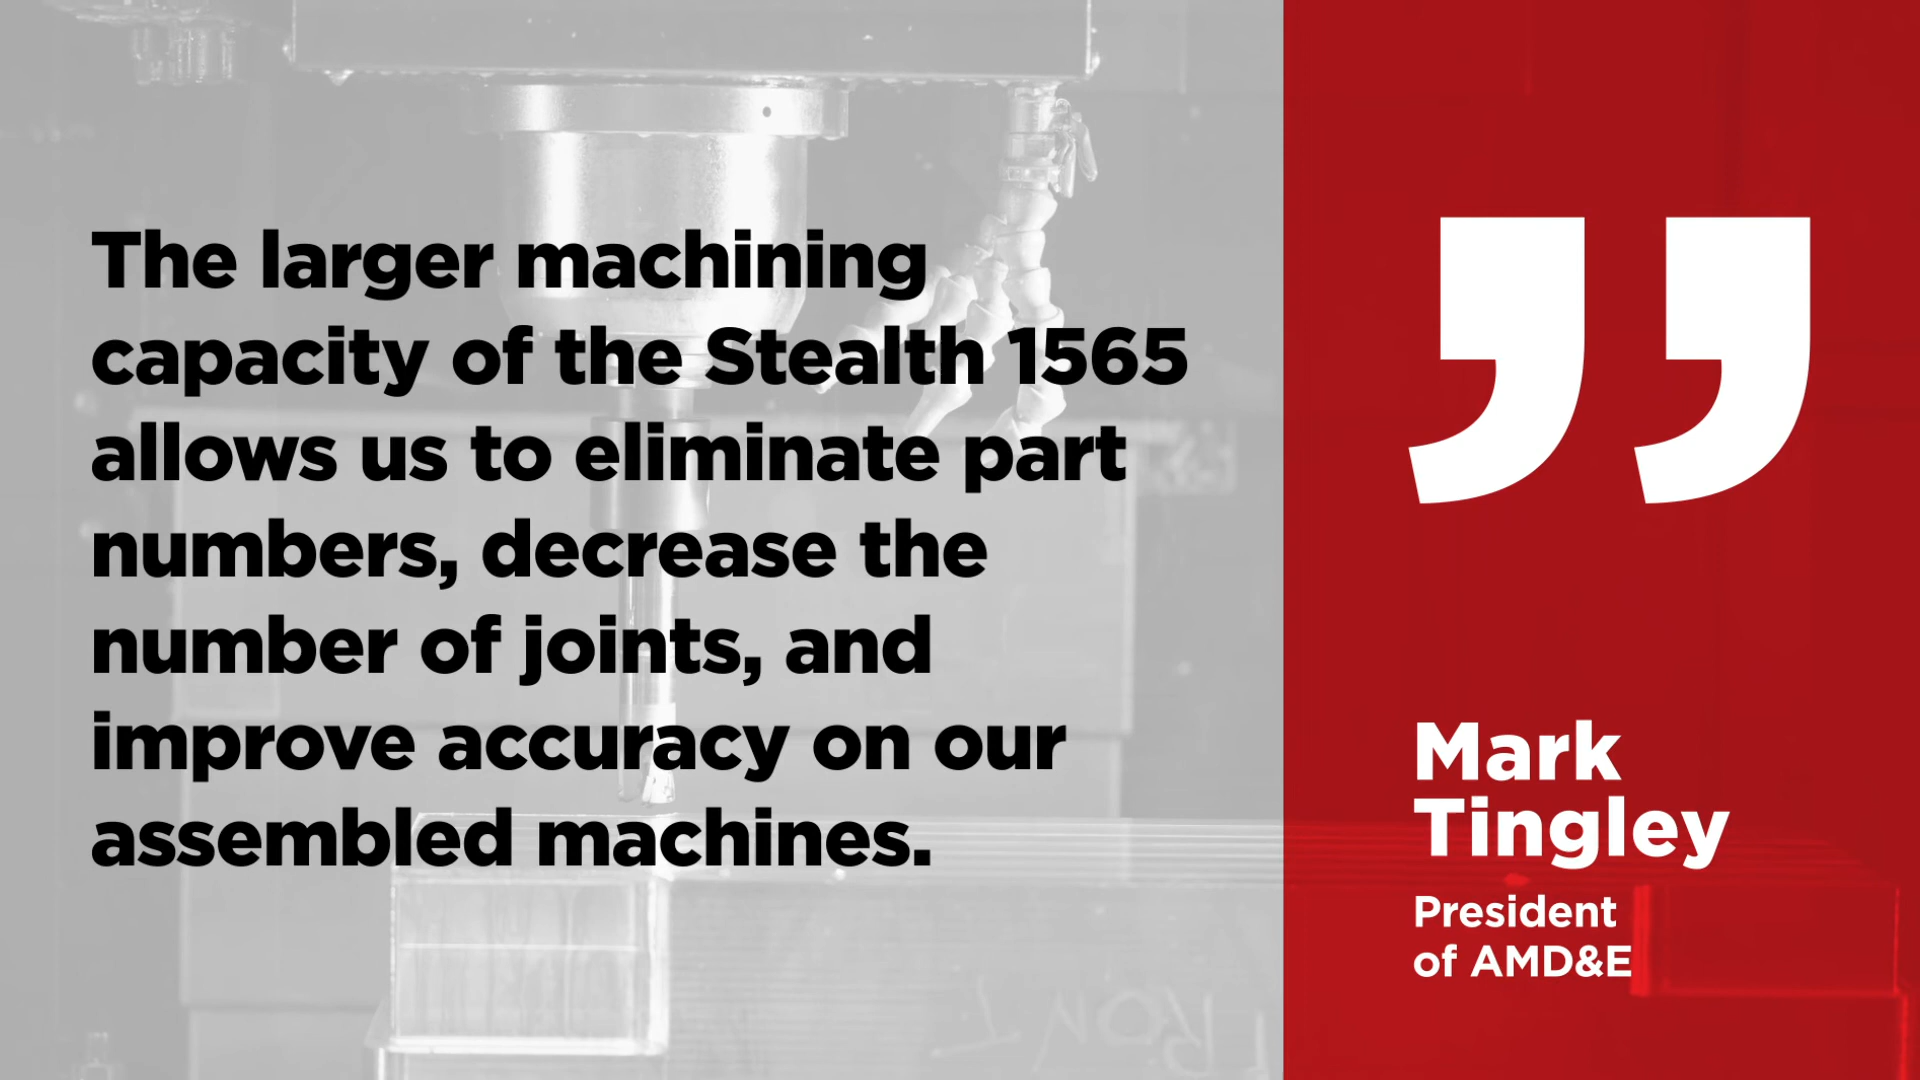 The larger machining
capacity of the Stealth 1565
allows us to eliminate part
numbers, decrease the
number of joints, and
improve accuracy on our
assembled machines.
”
Mark
Tingley
President
of AMD&E